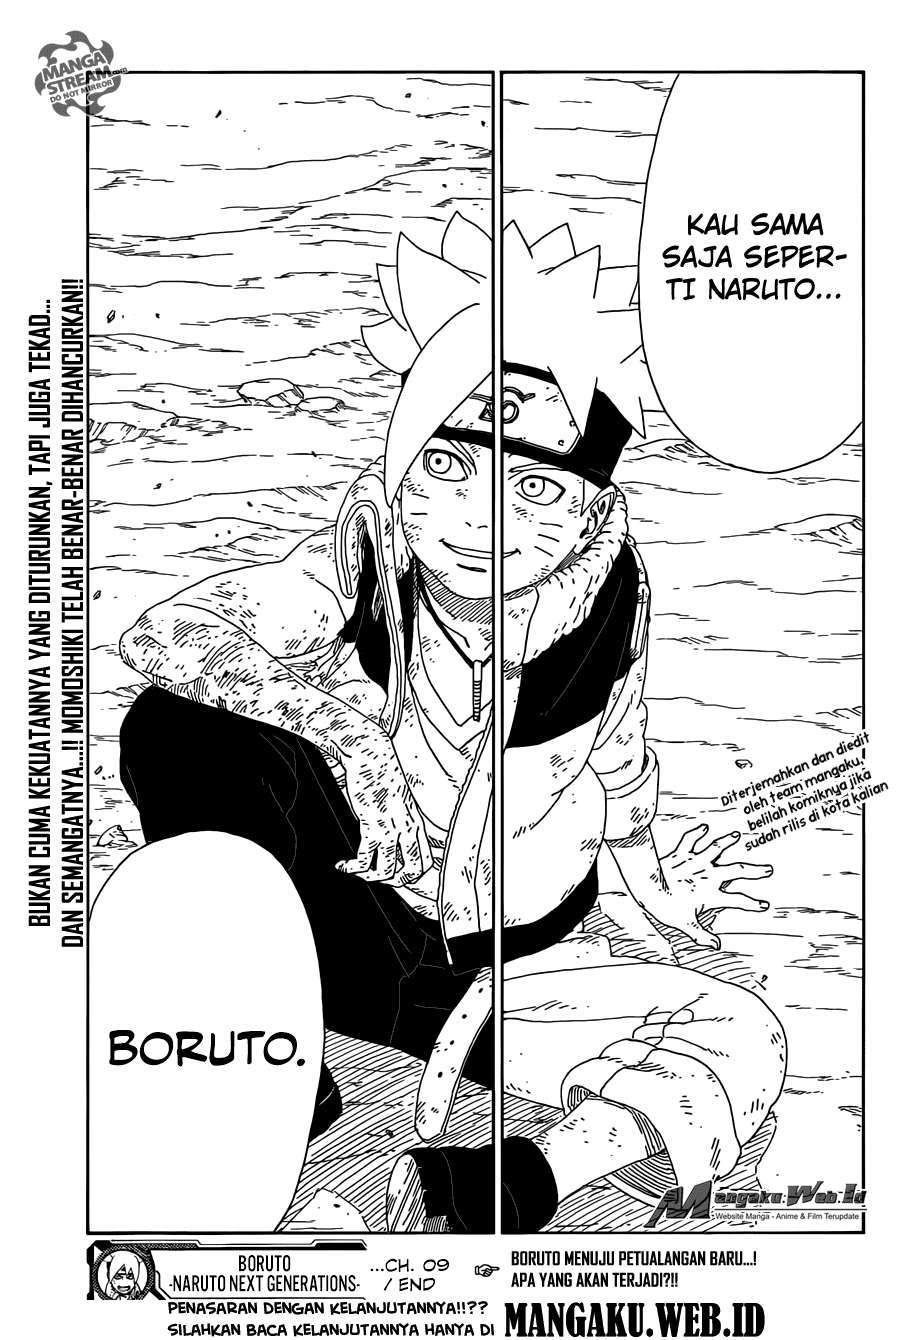 MANGA
STREAM.com
DO NOT MIRROR
KAU SAMA
SAJA SEPER-
TI NARUTO...
BUKAN CUMA KEKUATANNYA YANG DITURUNKAN, TAPI JUGA TEKAD...
DAN SEMANGATNYA...!! MOMOSHIKI TELAH BENAR-BENAR DIHANCURKAN!!
Diterjemahkan dan diedit
oleh team mangaku.!
belilah komiknya jika
sudah rilis di kota kalian
BORUTO.
Mangaku.Web.Id
Website Manga - Anime & Film Terupdate
BORUTO
-NARUTO NEXT GENERATIONS-
...CH. 09
/ END
BORUTO MENUJU PETUALANGAN BARU...!
APA YANG AKAN TERJADI?!!
PENASARAN DENGAN KELANJUTANNYA!!??
SILAHKAN BACA KELANJUTANNYA HANYA DI
MANGAKU.WEB.ID